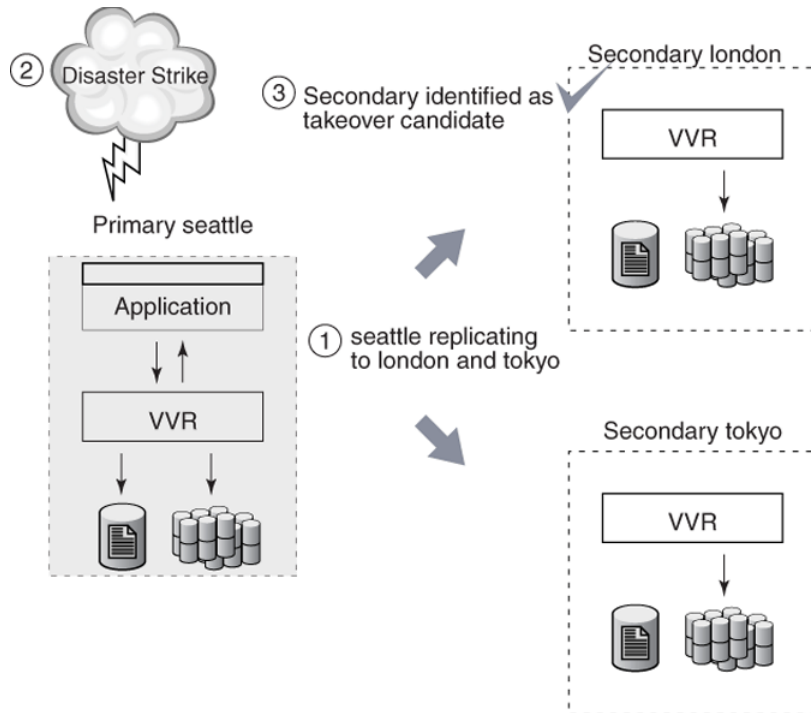 Secondary london
② Disaster Strike
③ Secondary identified as
takeover candidate
VVR
Primary seattle
Application
① seattle replicating
to london and tokyo
VVR
Secondary tokyo
VVR